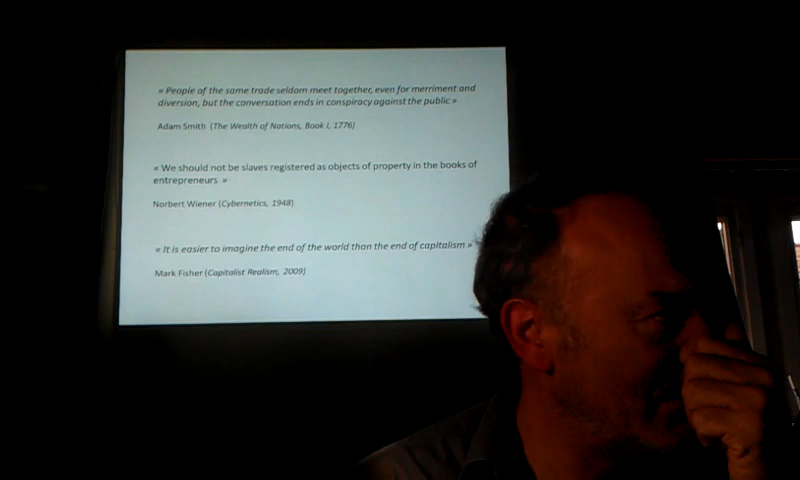 « People of the same trade seldom meet together, even for merriment and
diversion, but the conversation ends in conspiracy against the public »
Adam Smith (The Wealth of Nations, Book I, 1776)
« We should not be slaves registered as objects of property in the books of
entrepreneurs »
Norbert Wiener (Cybernetics, 1948)
« It is easier to imagine the end of the world than the end of capitalism »
Mark Fisher (Capitalist Realism, 2009)